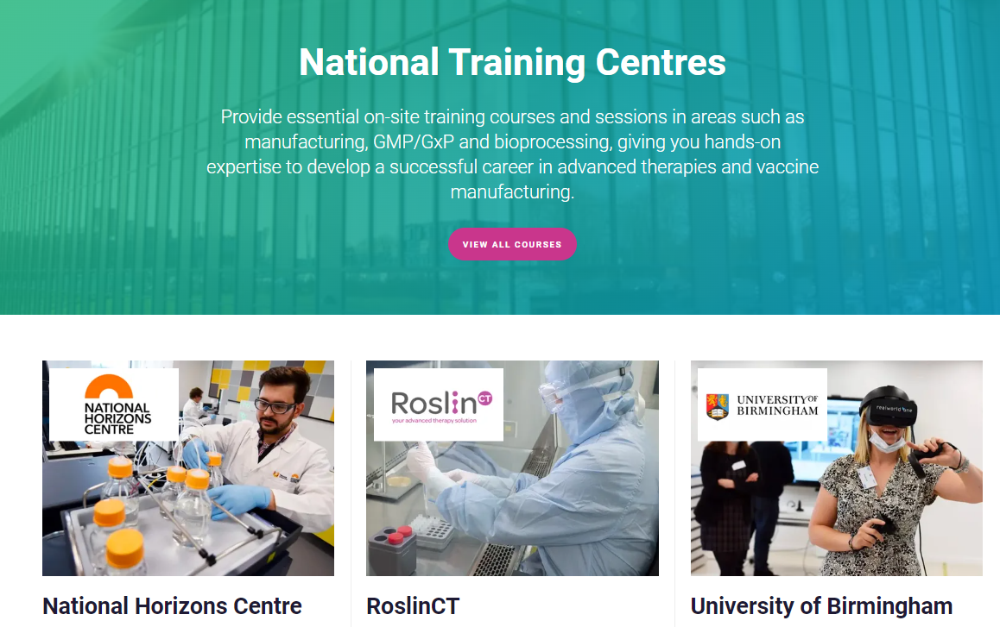 National Training Centres
Provide essential on-site training courses and sessions in areas such as
manufacturing, GMP/GxP and bioprocessing, giving you hands-on
expertise to develop a successful career in advanced therapies and vaccine
manufacturing.
VIEW ALL COURSES
NATIONAL
HORIZONS
CENTRE
RoslinCT
your advanced therapy solution
UNIVERSITY OF
BIRMINGHAM
realworld one
National Horizons Centre
RoslinCT
University of Birmingham